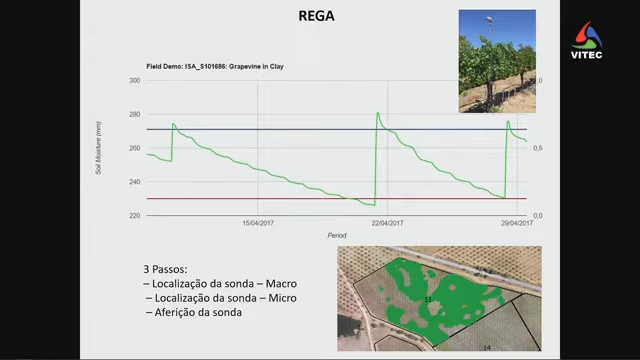 REGA
VITEC
Field Demo: ISA_S101686: Grapevine in Clay
300
280
260
240
220
Soil Moisture (mm)
,0
0,5
0,0
15/04/2017
22/04/2017
29/04/2017
Period
3 Passos:
– Localização da sonda – Macro
– Localização da sonda – Micro
– Aferição da sonda
11
14